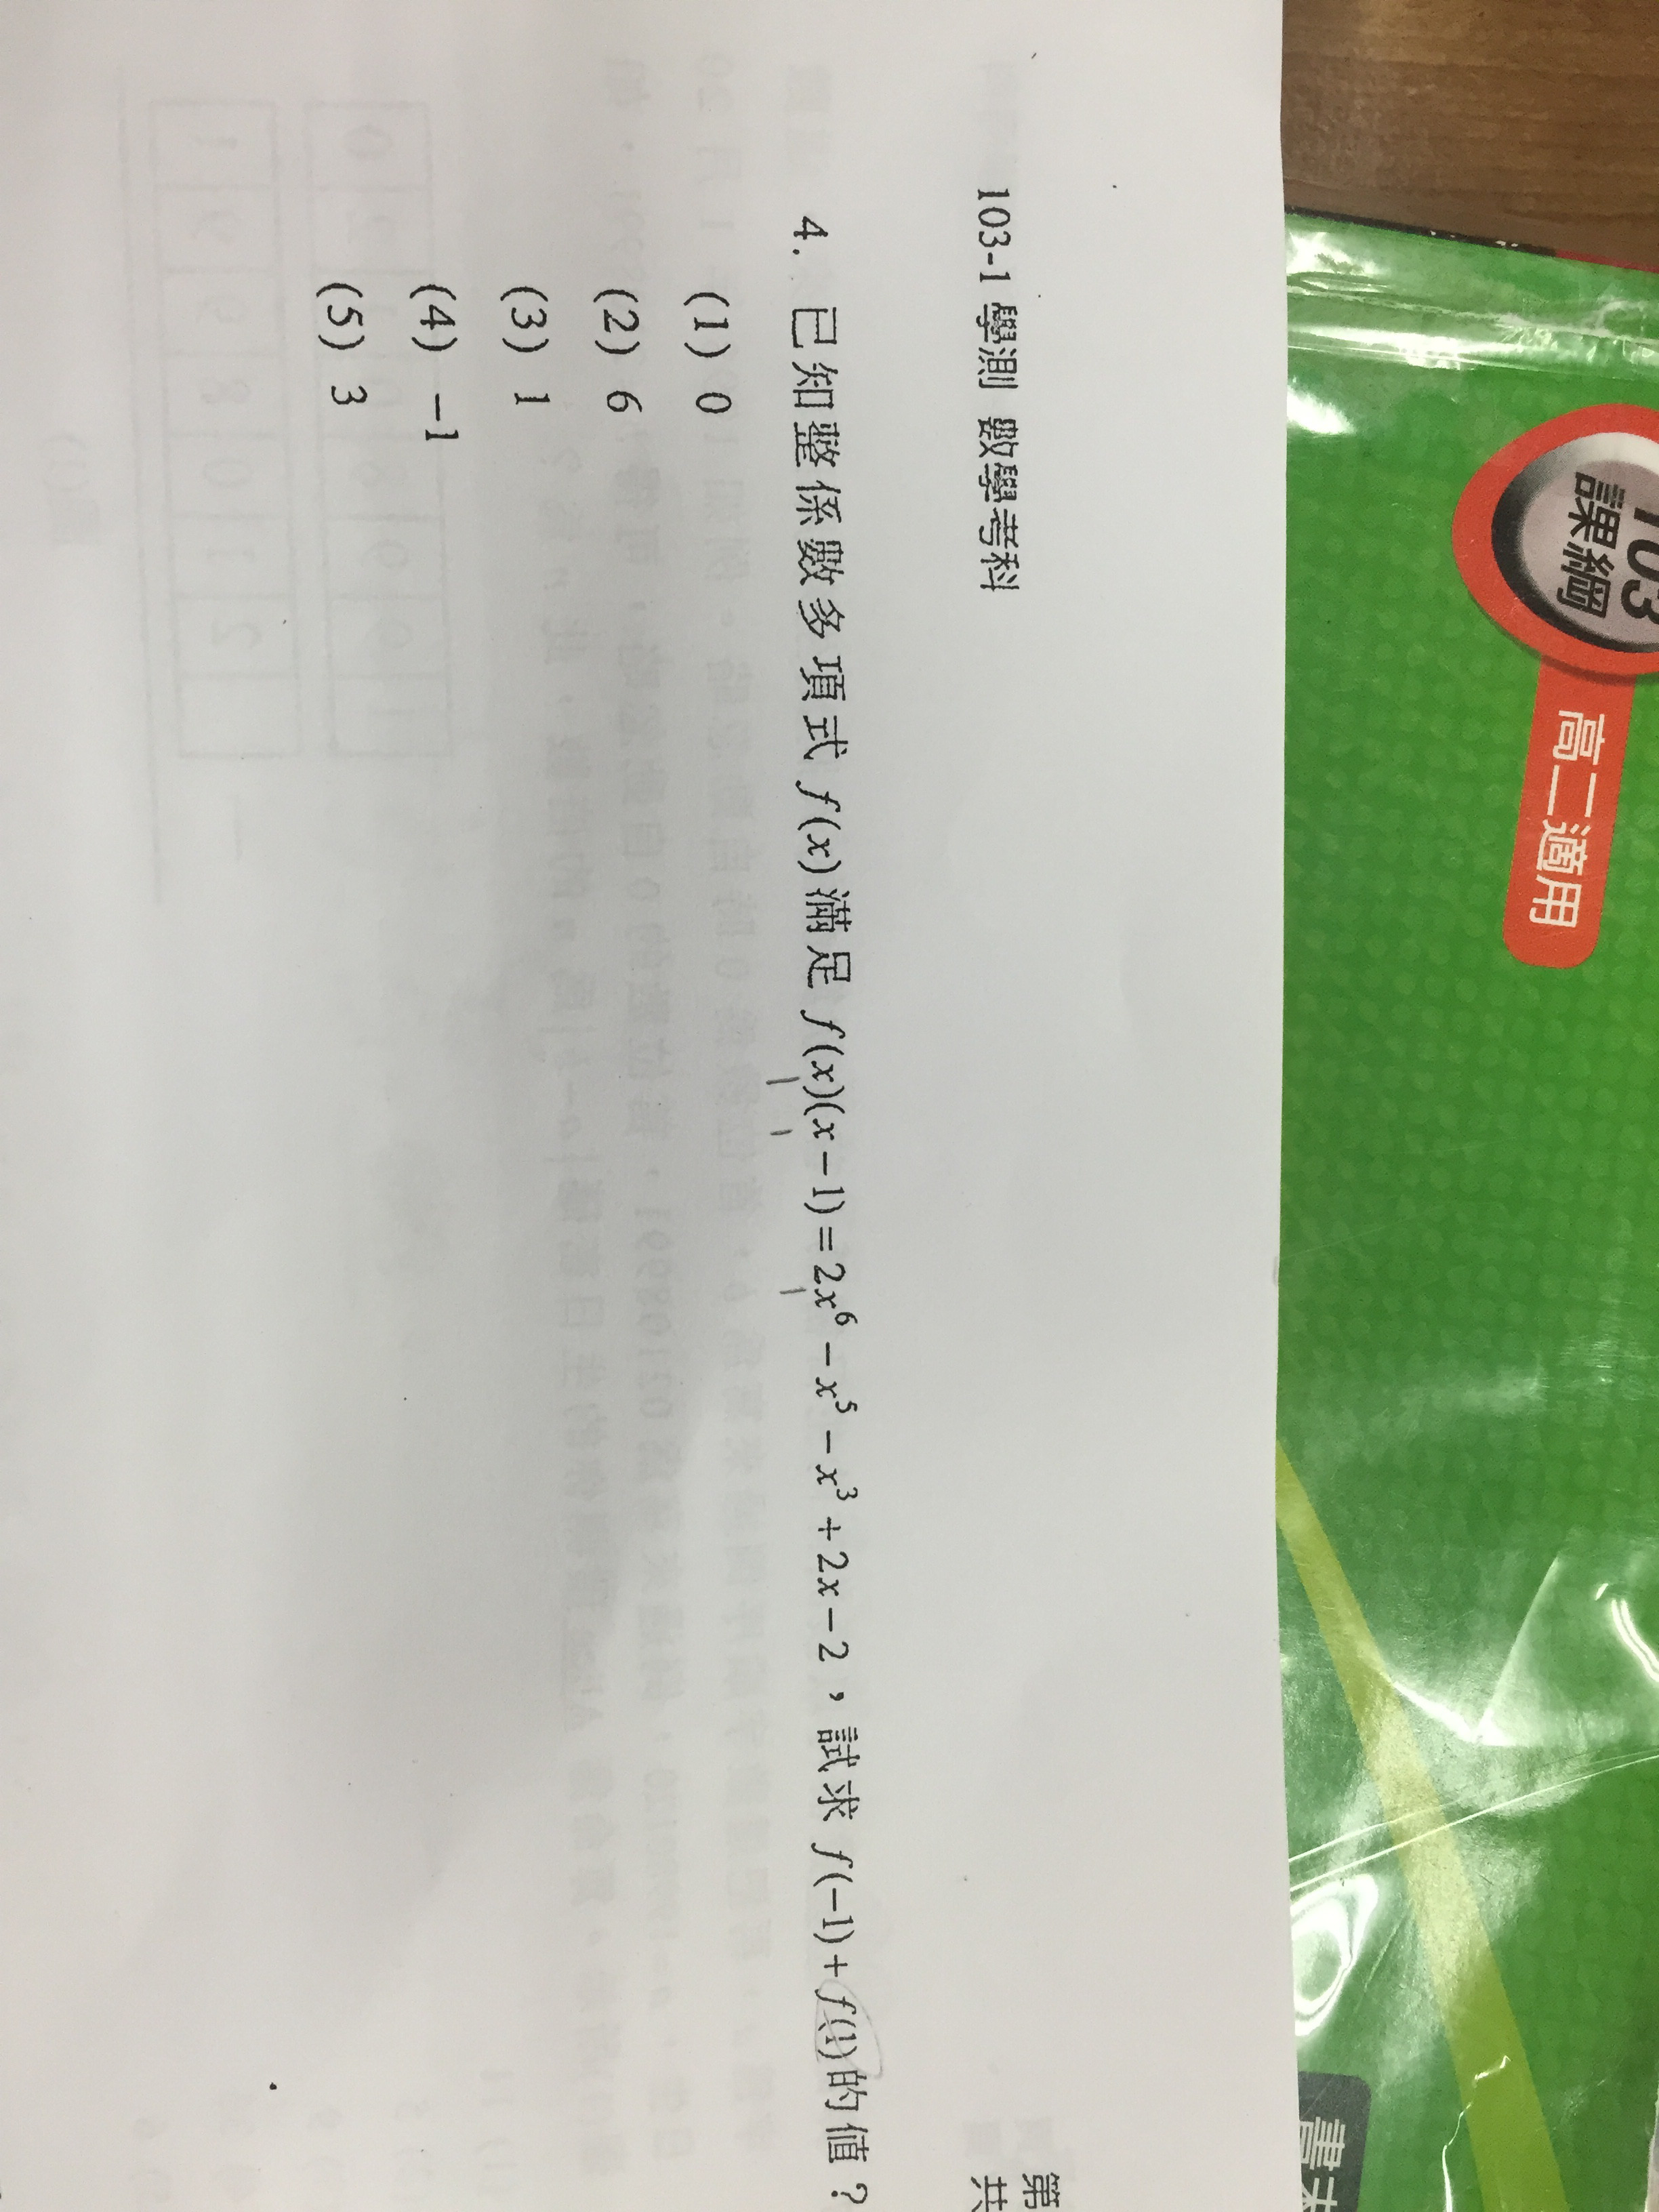 103-1 學測 數學考科
第
共
4. 已知整係數多項式 f(x) 滿足 f(x)(x−1)=2x⁶−x⁵−x³+2x−2，試求 f(−1)+f(1)的值？
(1) 0
(2) 6
(3) 1
(4) −1
(5) 3
103
課綱
高二適用